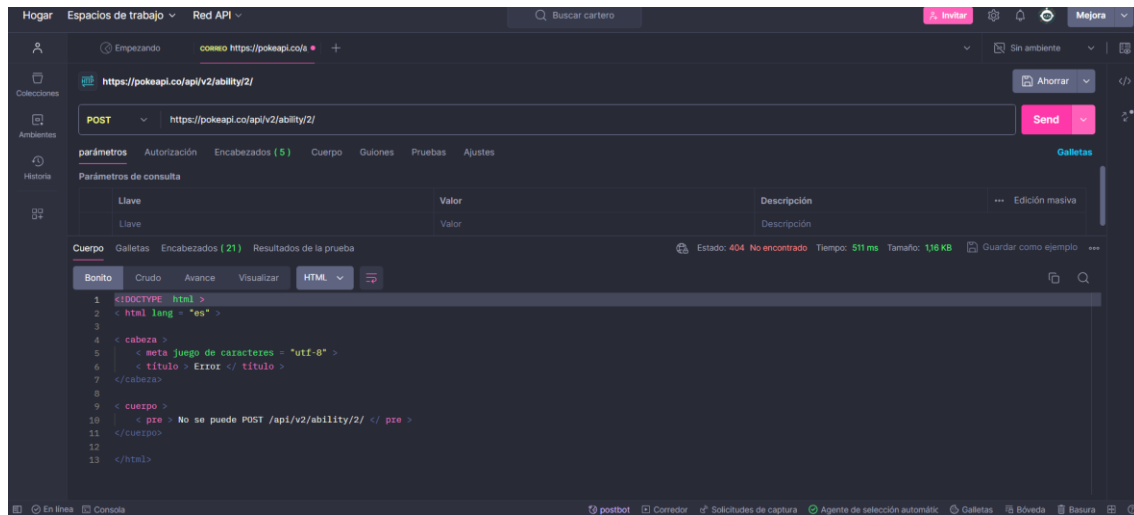 Hogar Espacios de trabajo Red API Buscar cartero Invitar Mejora
Empezando CORREO https://pokeapi.co/a + Sin ambiente
https://pokeapi.co/api/v2/ability/2/ Ahorrar
Colecciones
POST https://pokeapi.co/api/v2/ability/2/ Send
Ambientes
parámetros Autorización Encabezados ( 5 ) Cuerpo Guiones Pruebas Ajustes Galletas
Historia
Parámetros de consulta
Llave Valor Descripción ••• Edición masiva
Llave Valor Descripción
Cuerpo Galletas Encabezados ( 21 ) Resultados de la prueba Estado: 404 No encontrado Tiempo: 511 ms Tamaño: 1,16 KB Guardar como ejemplo
Bonito Crudo Avance Visualizar HTML
1 <!DOCTYPE html >
2 < html lang = "es" >
3
4 < cabeza >
5 < meta juego de caracteres = "utf-8" >
6 < título > Error </ título >
7 </cabeza>
8
9 < cuerpo >
10 < pre > No se puede POST /api/v2/ability/2/ </ pre >
11 </cuerpo>
12
13 </html>
En línea Consola postbot Corredor Solicitudes de captura Agente de selección automátic Galletas Bóveda Basura